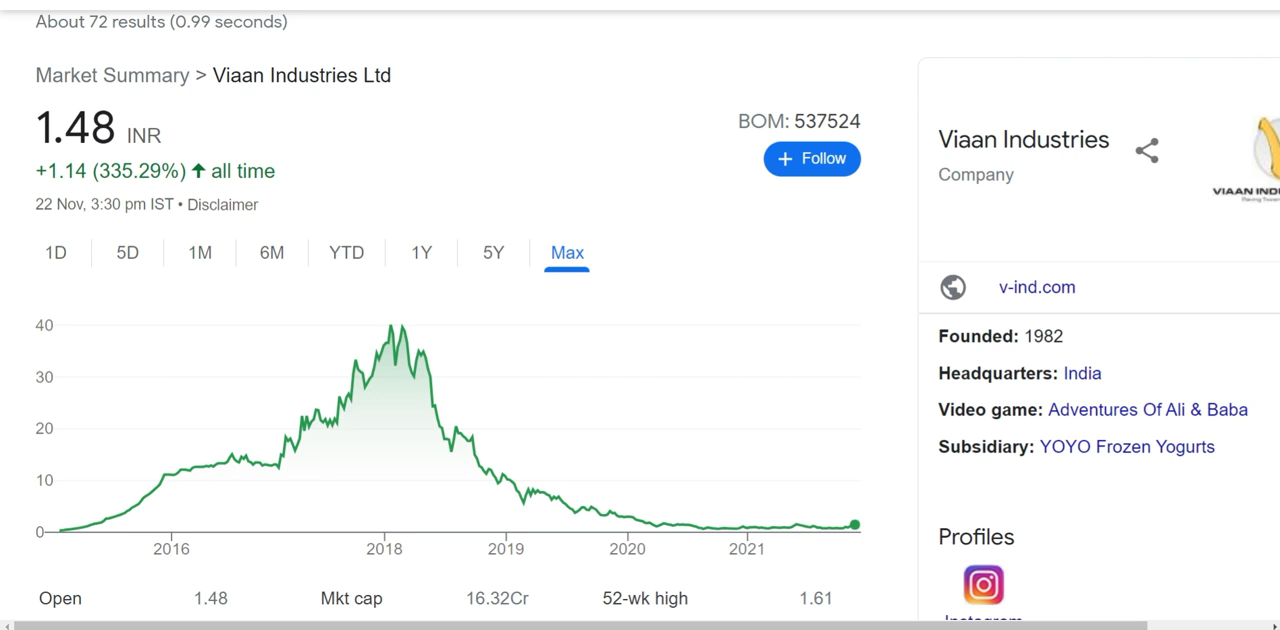 About 72 results (0.99 seconds)
Market Summary > Viaan Industries Ltd
1.48 INR
+1.14 (335.29%) ↑ all time
22 Nov, 3:30 pm IST • Disclaimer
BOM: 537524
+ Follow
1D 5D 1M 6M YTD 1Y 5Y Max
40
30
20
10
0
2016 2018 2019 2020 2021
Open 1.48 Mkt cap 16.32Cr 52-wk high 1.61
Viaan Industries
Company
VIAAN IND
v-ind.com
Founded: 1982
Headquarters: India
Video game: Adventures Of Ali & Baba
Subsidiary: YOYO Frozen Yogurts
Profiles
Instagram